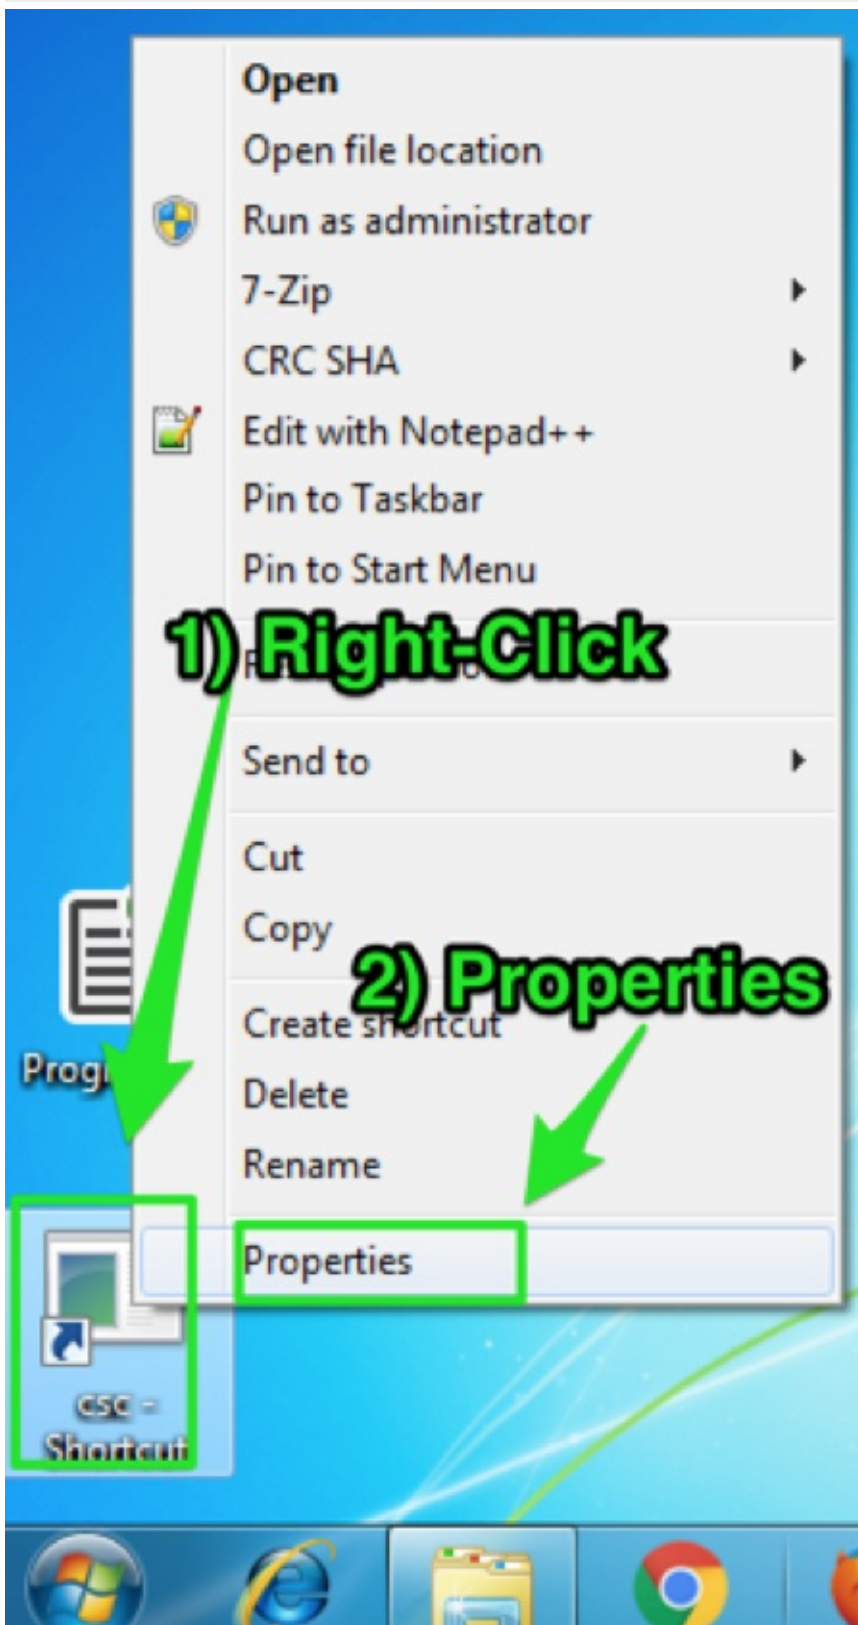 Open
Open file location
Run as administrator
7-Zip
CRC SHA
Edit with Notepad++
Pin to Taskbar
Pin to Start Menu
1) Right-Click
Send to
Cut
Copy
2) Properties
Create shortcut
Delete
Rename
Properties
csc -
Shortcut